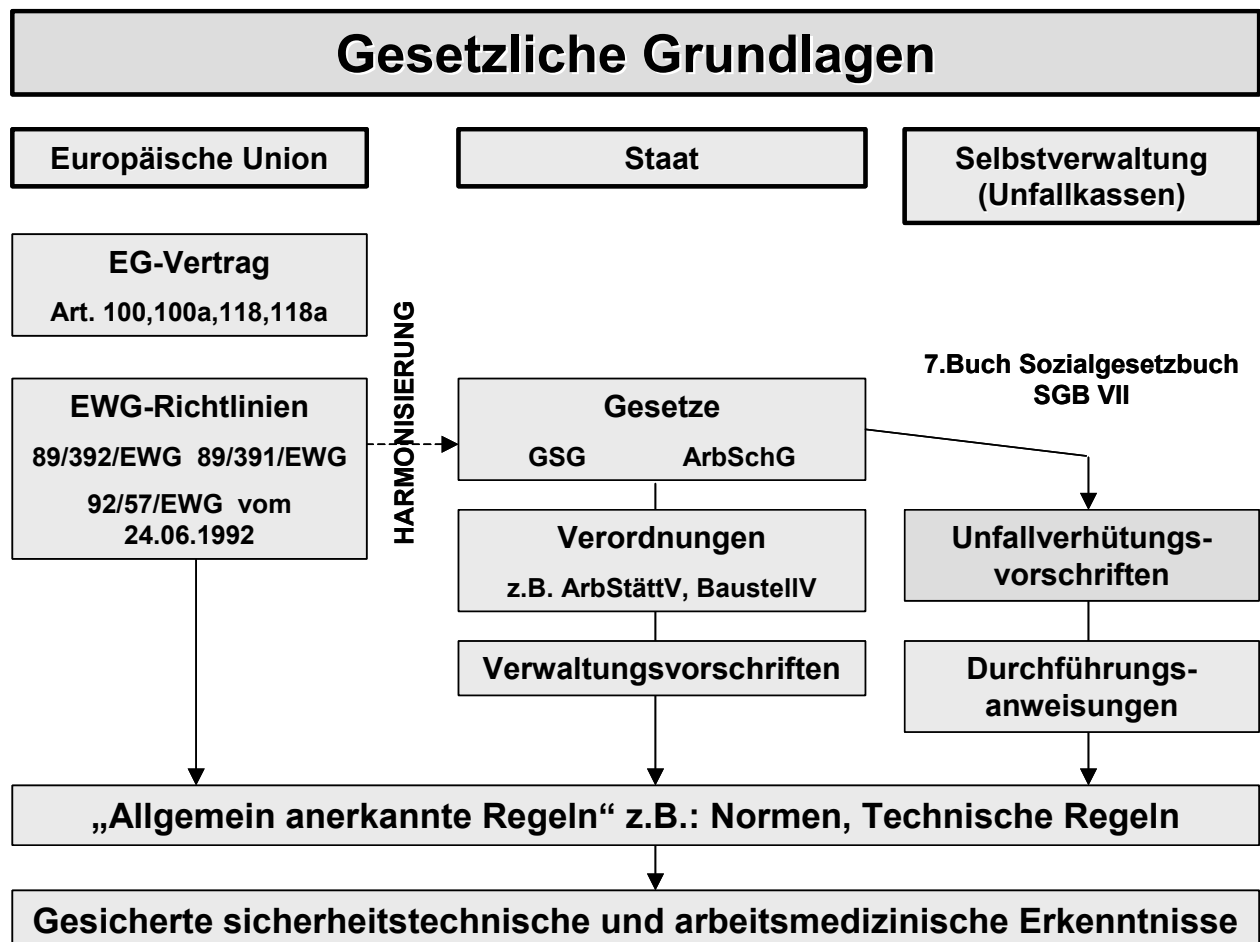 Gesetzliche Grundlagen
Europäische Union
Staat
Selbstverwaltung
(Unfallkassen)
EG-Vertrag
Art. 100,100a,118,118a
HARMONISIERUNG
7.Buch Sozialgesetzbuch
SGB VII
EWG-Richtlinien
89/392/EWG 89/391/EWG
92/57/EWG vom
24.06.1992
Gesetze
GSG ArbSchG
Verordnungen
z.B. ArbStättV, BaustellV
Verwaltungsvorschriften
Unfallverhütungs-
vorschriften
Durchführungs-
anweisungen
„Allgemein anerkannte Regeln“ z.B.: Normen, Technische Regeln
Gesicherte sicherheitstechnische und arbeitsmedizinische Erkenntnisse